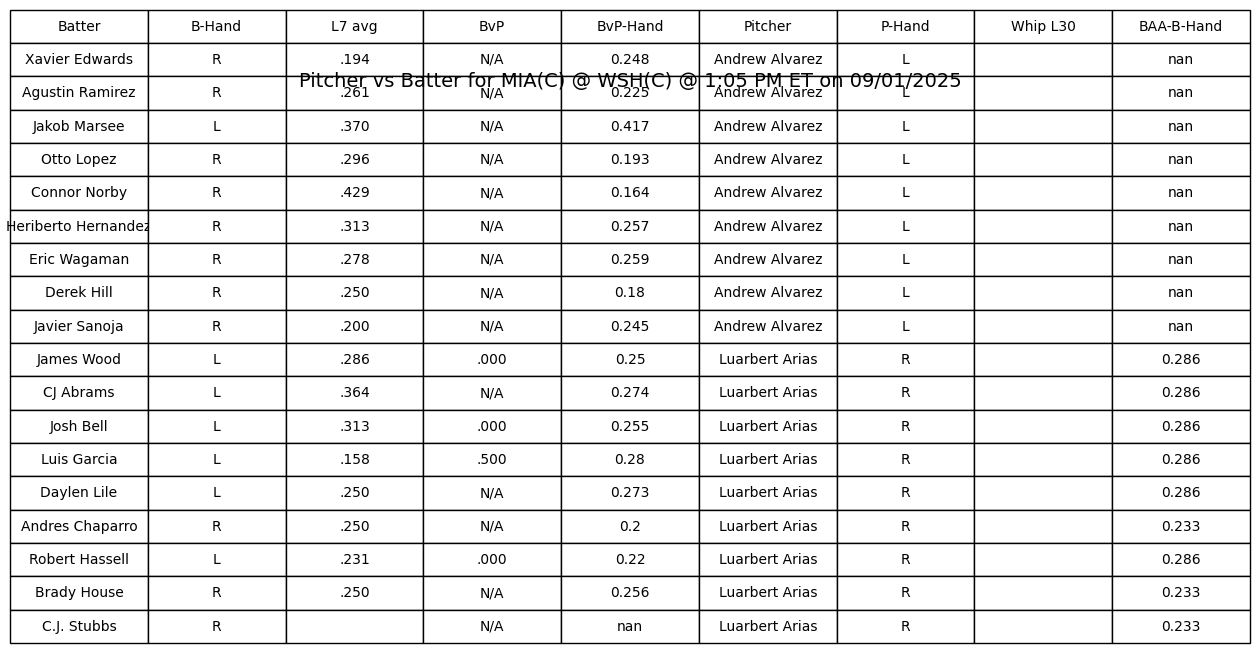 Batter B-Hand L7 avg BvP BvP-Hand Pitcher P-Hand Whip L30 BAA-B-Hand
Xavier Edwards R .194 N/A 0.248 Andrew Alvarez L nan
Pitcher vs Batter for MIA(C) @ WSH(C) @ 1:05 PM ET on 09/01/2025
Agustin Ramirez R .261 N/A 0.225 Andrew Alvarez L nan
Jakob Marsee L .370 N/A 0.417 Andrew Alvarez L nan
Otto Lopez R .296 N/A 0.193 Andrew Alvarez L nan
Connor Norby R .429 N/A 0.164 Andrew Alvarez L nan
Heriberto Hernandez R .313 N/A 0.257 Andrew Alvarez L nan
Eric Wagaman R .278 N/A 0.259 Andrew Alvarez L nan
Derek Hill R .250 N/A 0.18 Andrew Alvarez L nan
Javier Sanoja R .200 N/A 0.245 Andrew Alvarez L nan
James Wood L .286 .000 0.25 Luarbert Arias R 0.286
CJ Abrams L .364 N/A 0.274 Luarbert Arias R 0.286
Josh Bell L .313 .000 0.255 Luarbert Arias R 0.286
Luis Garcia L .158 .500 0.28 Luarbert Arias R 0.286
Daylen Lile L .250 N/A 0.273 Luarbert Arias R 0.286
Andres Chaparro R .250 N/A 0.2 Luarbert Arias R 0.233
Robert Hassell L .231 .000 0.22 Luarbert Arias R 0.286
Brady House R .250 N/A 0.256 Luarbert Arias R 0.233
C.J. Stubbs R N/A nan Luarbert Arias R 0.233